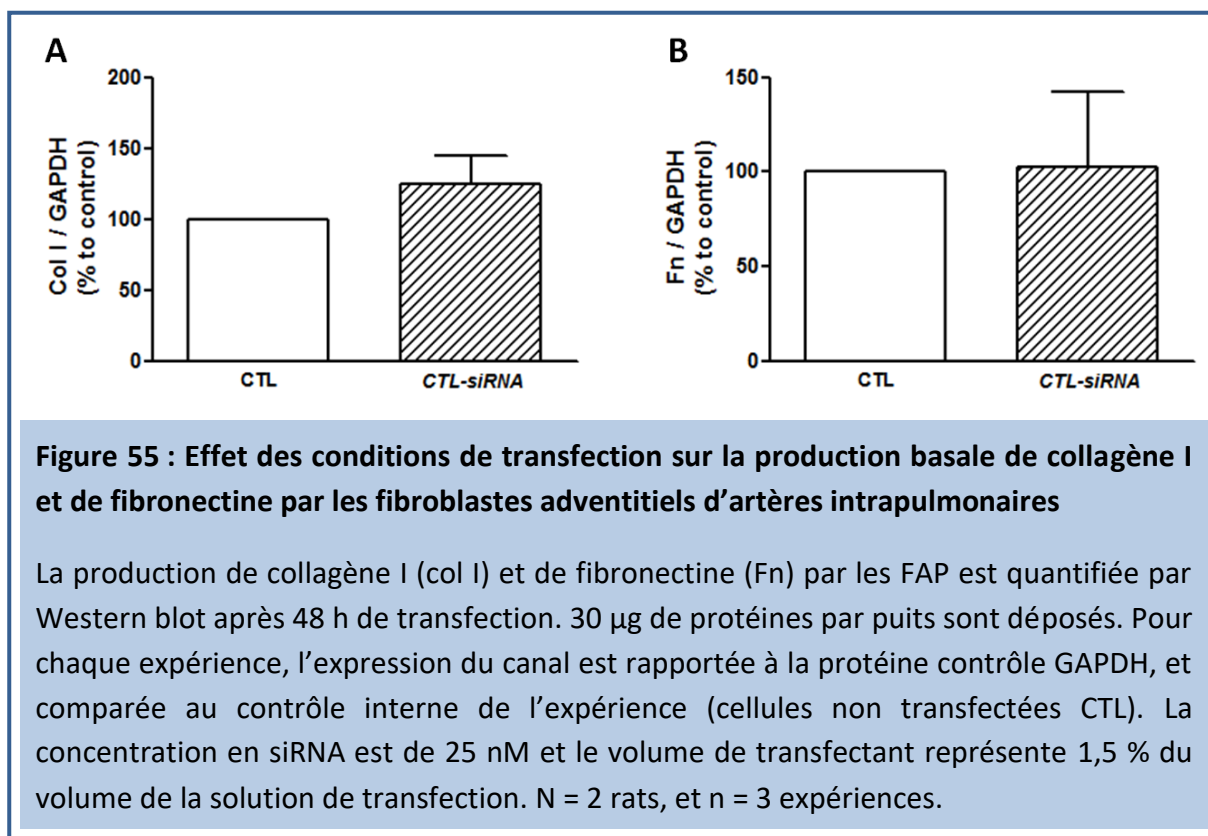 A
200
150
100
50
0
Col I / GAPDH
(% to control)
CTL
CTL-siRNA
B
150
100
50
0
Fn / GAPDH
(% to control)
CTL
CTL-siRNA
Figure 55 : Effet des conditions de transfection sur la production basale de collagène I
et de fibronectine par les fibroblastes adventitiels d’artères intrapulmonaires
La production de collagène I (col I) et de fibronectine (Fn) par les FAP est quantifiée par
Western blot après 48 h de transfection. 30 µg de protéines par puits sont déposés. Pour
chaque expérience, l’expression du canal est rapportée à la protéine contrôle GAPDH, et
comparée au contrôle interne de l’expérience (cellules non transfectées CTL). La
concentration en siRNA est de 25 nM et le volume de transfectant représente 1,5 % du
volume de la solution de transfection. N = 2 rats, et n = 3 expériences.